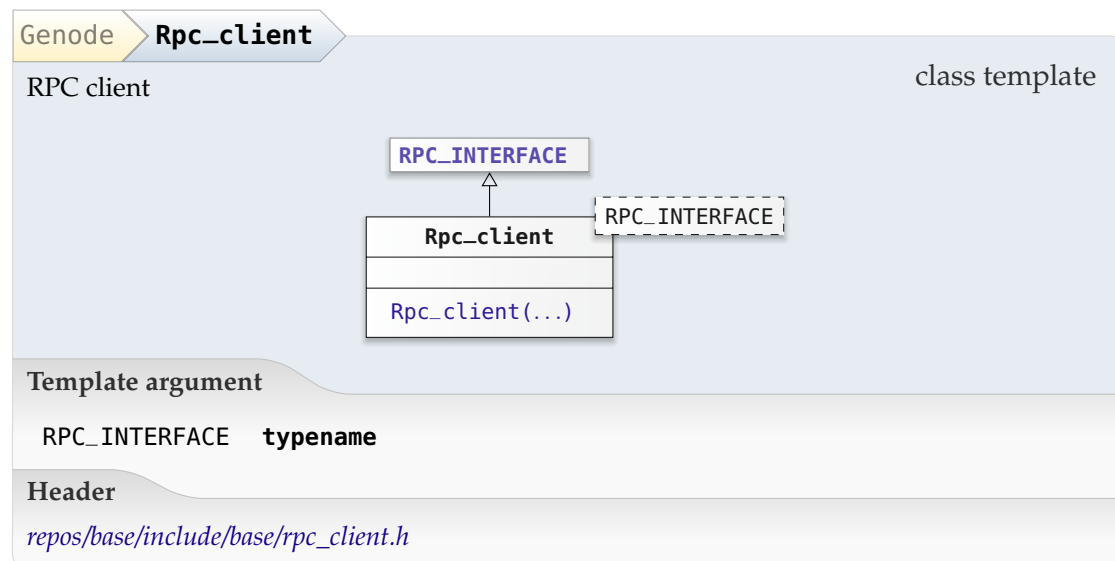 Genode Rpc_client
RPC client
class template
RPC_INTERFACE
RPC_INTERFACE
Rpc_client
Rpc_client(...)
Template argument
RPC_INTERFACE typename
Header
repos/base/include/base/rpc_client.h